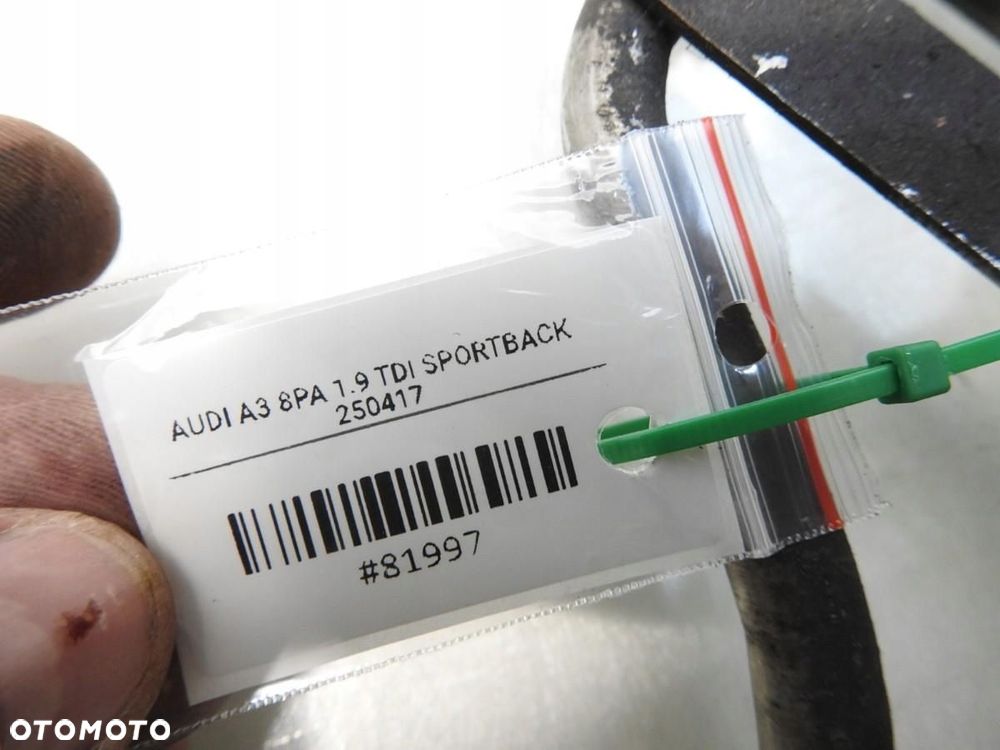 AUDI A3 8PA 1.9 TDI SPORTBACK
250417
#81997
OTOMOTO